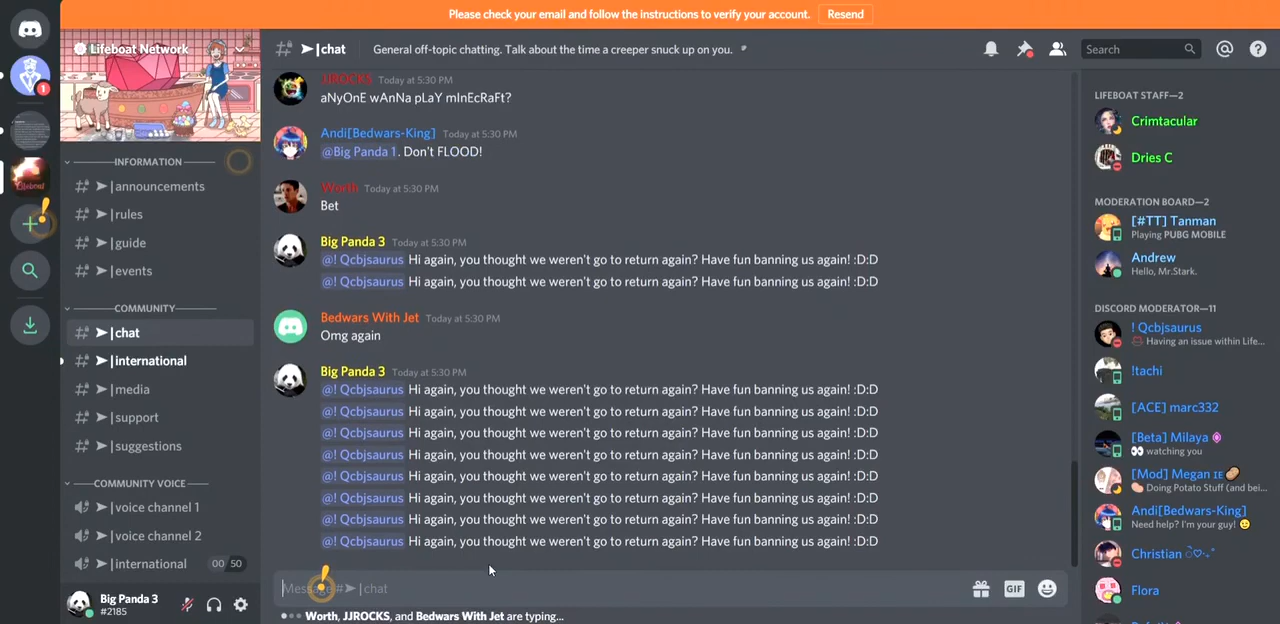 Please check your email and follow the instructions to verify your account. Resend
1
Lifeboat Network
INFORMATION
# ➤ | announcements
# ➤ | rules
# ➤ | guide
# ➤ | events
COMMUNITY
# ➤ | chat
# ➤ | international
# ➤ | media
# ➤ | support
# ➤ | suggestions
COMMUNITY VOICE
➤ | voice channel 1
➤ | voice channel 2
➤ | international 00 50
Big Panda 3
#2185
# ➤ | chat General off-topic chatting. Talk about the time a creeper snuck up on you.
Search
JJROCKS Today at 5:30 PM
aNyOnE wAnNa pLaY mInEcRaFt?
Andi[Bedwars-King] Today at 5:30 PM
@Big Panda 1. Don't FLOOD!
Worth Today at 5:30 PM
Bet
Big Panda 3 Today at 5:30 PM
@! Qcbjsaurus Hi again, you thought we weren't go to return again? Have fun banning us again! :D:D
@! Qcbjsaurus Hi again, you thought we weren't go to return again? Have fun banning us again! :D:D
Bedwars With Jet Today at 5:30 PM
Omg again
Big Panda 3 Today at 5:30 PM
@! Qcbjsaurus Hi again, you thought we weren't go to return again? Have fun banning us again! :D:D
@! Qcbjsaurus Hi again, you thought we weren't go to return again? Have fun banning us again! :D:D
@! Qcbjsaurus Hi again, you thought we weren't go to return again? Have fun banning us again! :D:D
@! Qcbjsaurus Hi again, you thought we weren't go to return again? Have fun banning us again! :D:D
@! Qcbjsaurus Hi again, you thought we weren't go to return again? Have fun banning us again! :D:D
@! Qcbjsaurus Hi again, you thought we weren't go to return again? Have fun banning us again! :D:D
@! Qcbjsaurus Hi again, you thought we weren't go to return again? Have fun banning us again! :D:D
@! Qcbjsaurus Hi again, you thought we weren't go to return again? Have fun banning us again! :D:D
Message #➤ | chat
GIF
Worth, JJROCKS, and Bedwars With Jet are typing...
LIFEBOAT STAFF—2
Crimtacular
Dries C
MODERATION BOARD—2
[#TT] Tanman
Playing PUBG MOBILE
Andrew
Hello, Mr.Stark.
DISCORD MODERATOR—11
! Qcbjsaurus
Having an issue within Life...
!tachi
[ACE] marc332
[Beta] Milaya
👀 watching you
[Mod] Megan ɪᴇ 🥔
Doing Potato Stuff (and bei...
Andi[Bedwars-King]
Need help? I'm your guy! 😉
Christian
Flora